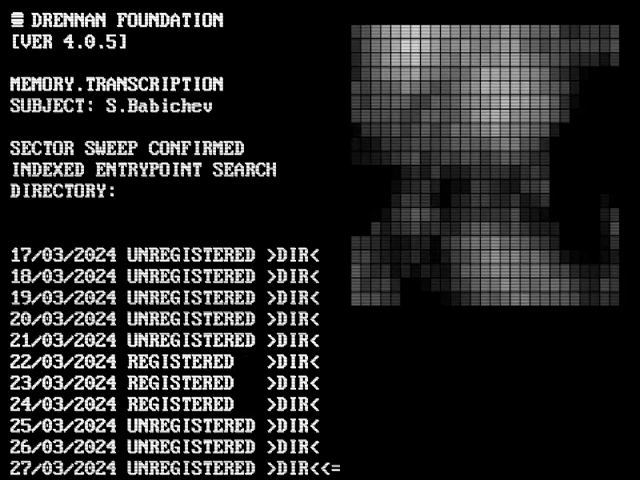 DRENNAN FOUNDATION
[VER 4.0.5]
MEMORY.TRANSCRIPTION
SUBJECT: S.Babichev
SECTOR SWEEP CONFIRMED
INDEXED ENTRYPOINT SEARCH
DIRECTORY:
17/03/2024 UNREGISTERED >DIR<
18/03/2024 UNREGISTERED >DIR<
19/03/2024 UNREGISTERED >DIR<
20/03/2024 UNREGISTERED >DIR<
21/03/2024 UNREGISTERED >DIR<
22/03/2024 REGISTERED >DIR<
23/03/2024 REGISTERED >DIR<
24/03/2024 REGISTERED >DIR<
25/03/2024 UNREGISTERED >DIR<
26/03/2024 UNREGISTERED >DIR<
27/03/2024 UNREGISTERED >DIR<<=